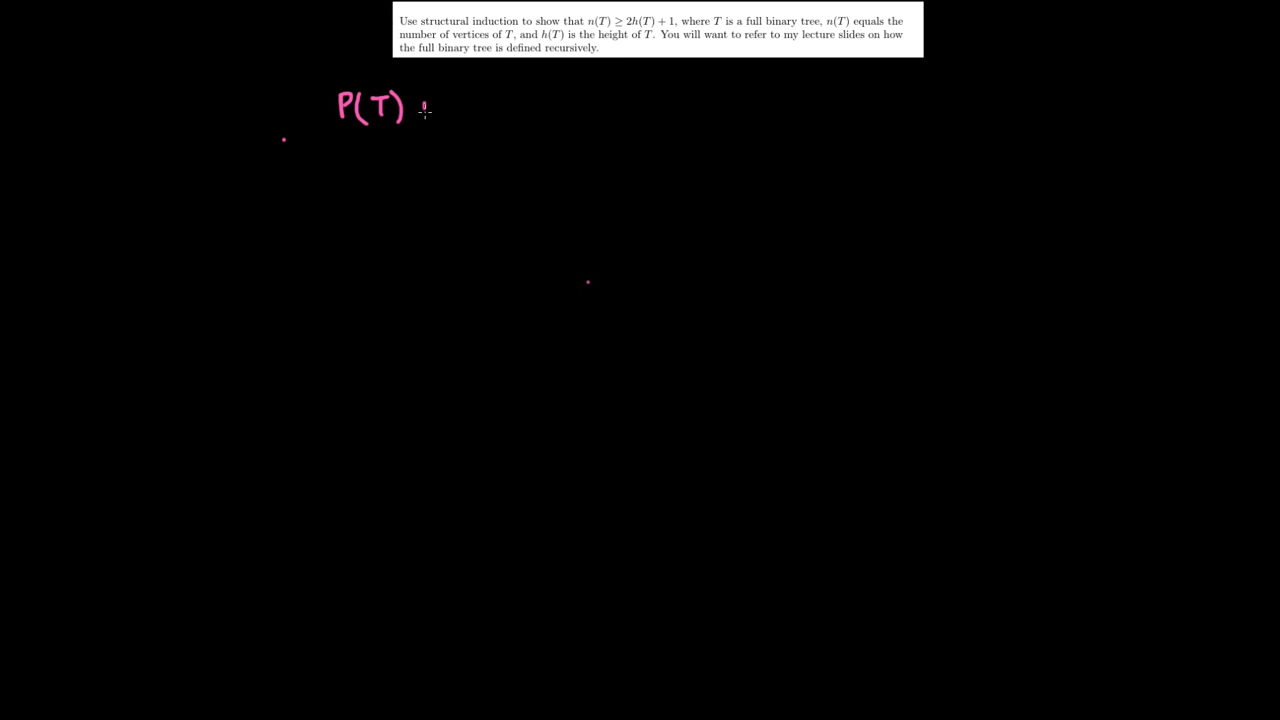 Use structural induction to show that n(T) ≥ 2h(T) + 1, where T is a full binary tree, n(T) equals the
number of vertices of T, and h(T) is the height of T. You will want to refer to my lecture slides on how
the full binary tree is defined recursively.
P(T)